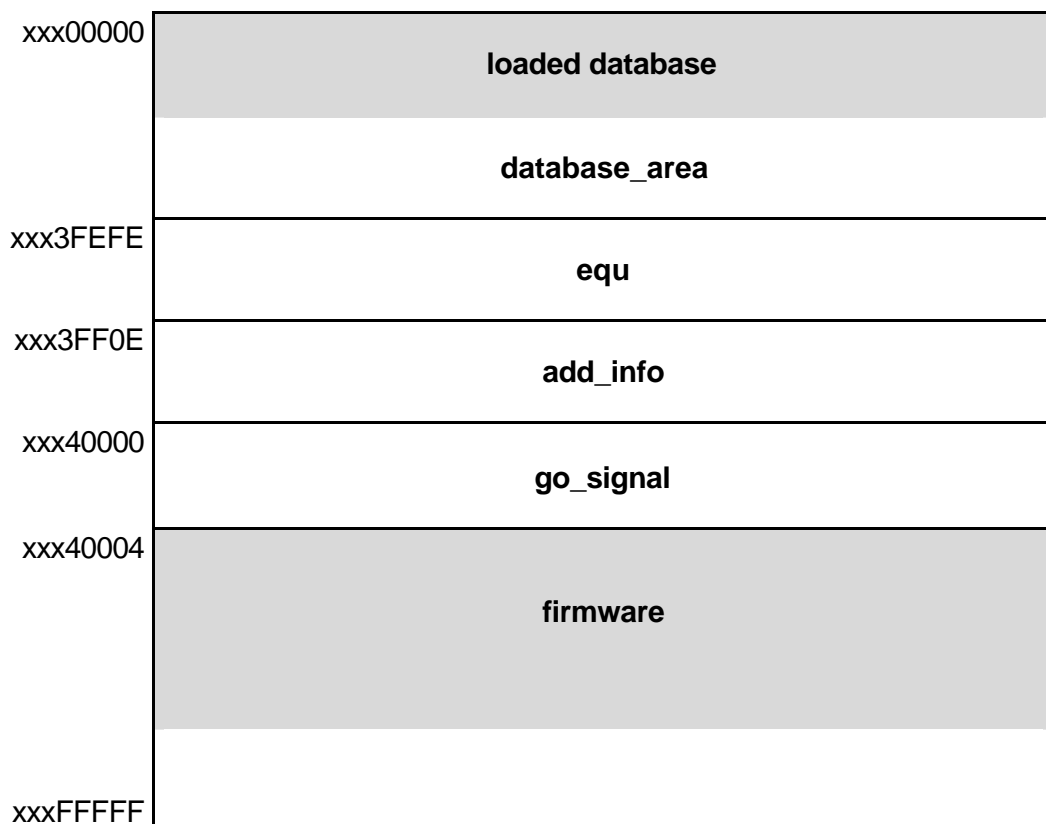 xxx00000
loaded database
database_area
xxx3FEFE
equ
xxx3FF0E
add_info
xxx40000
go_signal
xxx40004
firmware
xxxFFFFF